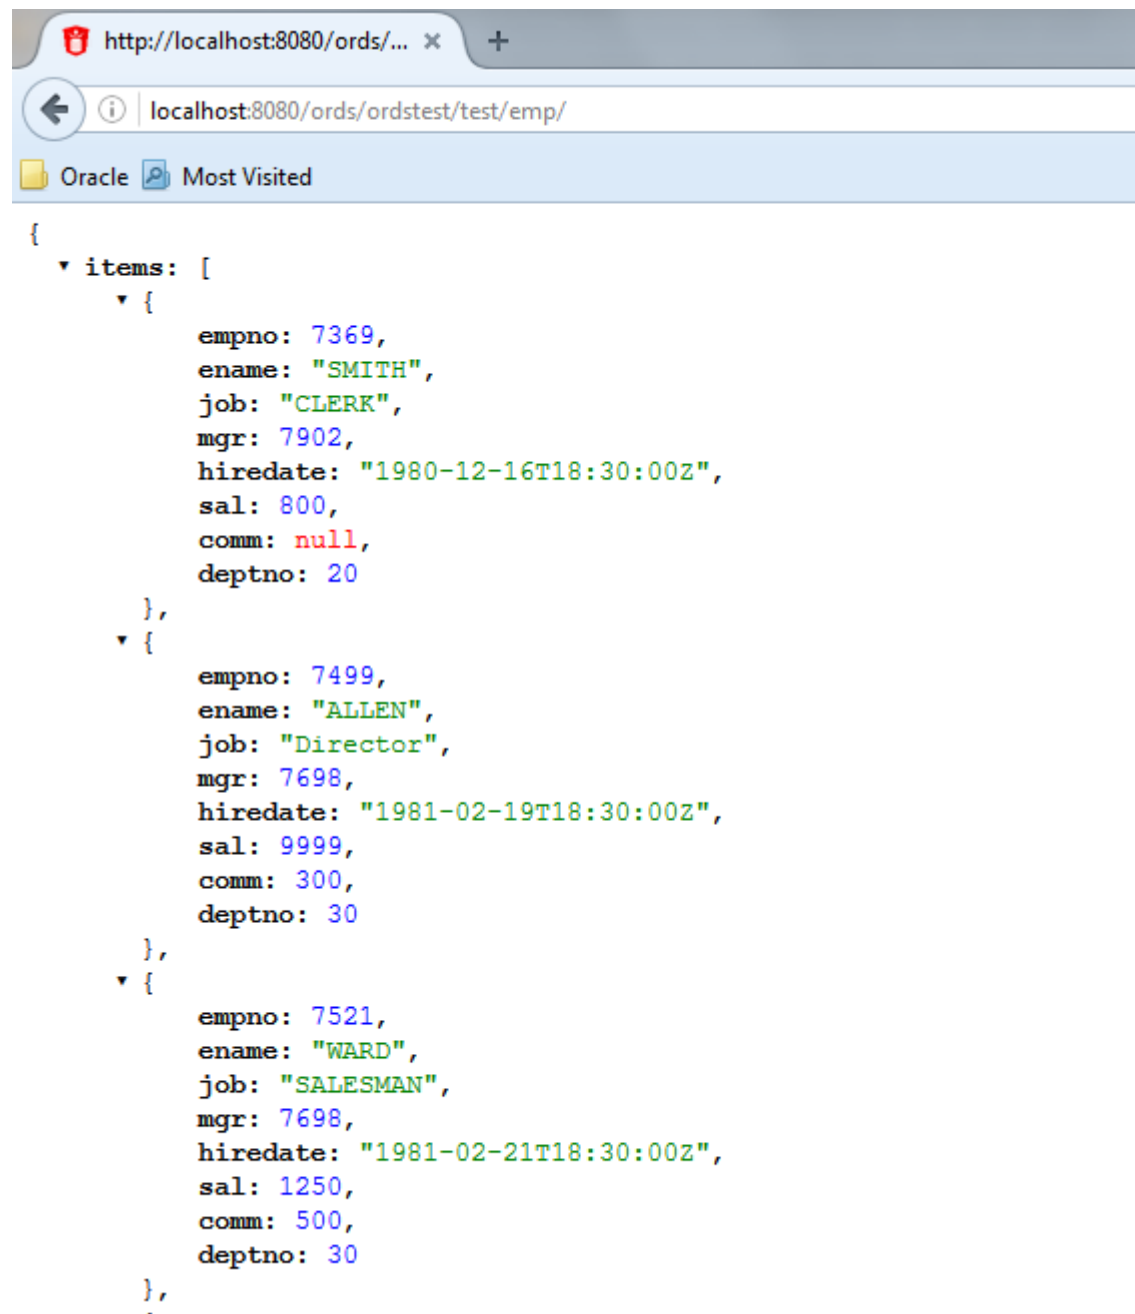 http://localhost:8080/ords/...
localhost:8080/ords/ordstest/test/emp/
Oracle Most Visited
{
items: [
{
empno: 7369,
ename: "SMITH",
job: "CLERK",
mgr: 7902,
hiredate: "1980-12-16T18:30:00Z",
sal: 800,
comm: null,
deptno: 20
},
{
empno: 7499,
ename: "ALLEN",
job: "Director",
mgr: 7698,
hiredate: "1981-02-19T18:30:00Z",
sal: 9999,
comm: 300,
deptno: 30
},
{
empno: 7521,
ename: "WARD",
job: "SALESMAN",
mgr: 7698,
hiredate: "1981-02-21T18:30:00Z",
sal: 1250,
comm: 500,
deptno: 30
},